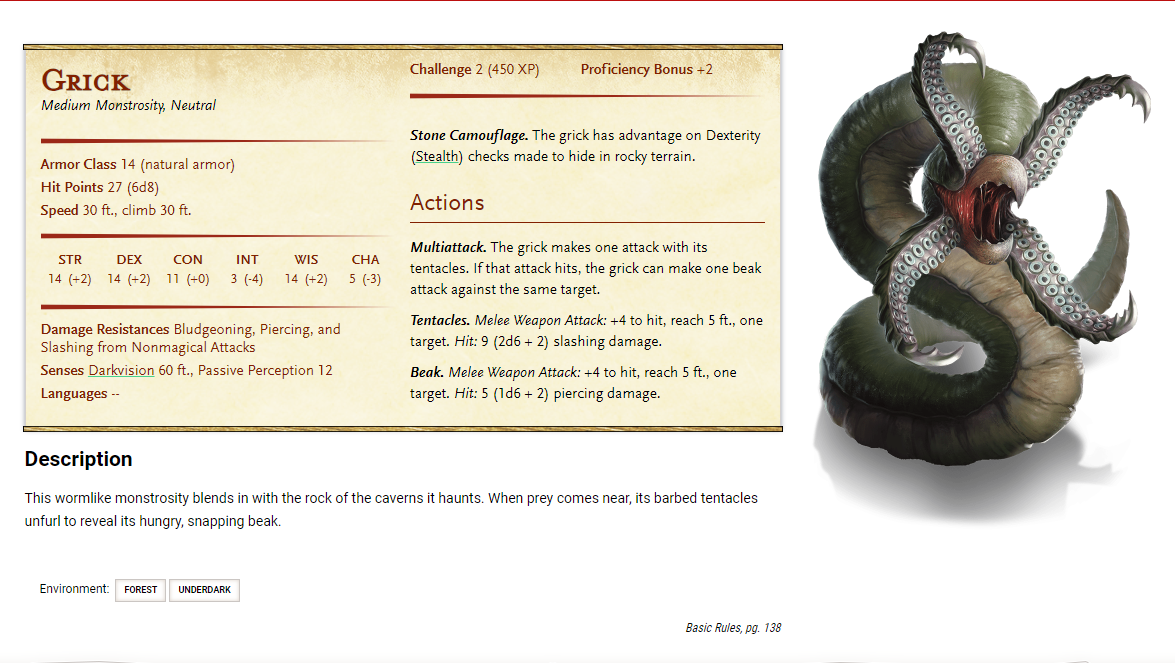 Grick
Medium Monstrosity, Neutral
Armor Class 14 (natural armor)
Hit Points 27 (6d8)
Speed 30 ft., climb 30 ft.
STR DEX CON INT WIS CHA
14 (+2) 14 (+2) 11 (+0) 3 (-4) 14 (+2) 5 (-3)
Damage Resistances Bludgeoning, Piercing, and
Slashing from Nonmagical Attacks
Senses Darkvision 60 ft., Passive Perception 12
Languages --
Challenge 2 (450 XP) Proficiency Bonus +2
Stone Camouflage. The grick has advantage on Dexterity
(Stealth) checks made to hide in rocky terrain.
Actions
Multiattack. The grick makes one attack with its
tentacles. If that attack hits, the grick can make one beak
attack against the same target.
Tentacles. Melee Weapon Attack: +4 to hit, reach 5 ft., one
target. Hit: 9 (2d6 + 2) slashing damage.
Beak. Melee Weapon Attack: +4 to hit, reach 5 ft., one
target. Hit: 5 (1d6 + 2) piercing damage.
Description
This wormlike monstrosity blends in with the rock of the caverns it haunts. When prey comes near, its barbed tentacles
unfurl to reveal its hungry, snapping beak.
Environment: FOREST UNDERDARK
Basic Rules, pg. 138